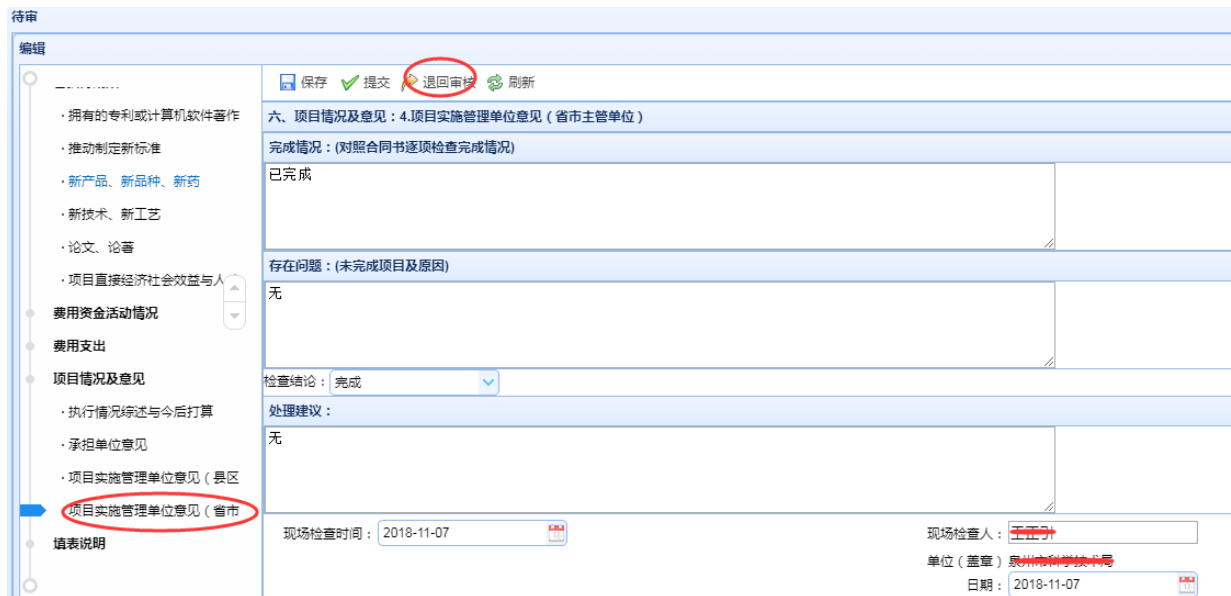 待审
编辑
保存 提交 退回审核 刷新
·拥有的专利或计算机软件著作
·推动制定新标准
·新产品、新品种、新药
·新技术、新工艺
·论文、论著
·项目直接经济社会效益与人
费用资金活动情况
费用支出
项目情况及意见
·执行情况综述与今后打算
·承担单位意见
·项目实施管理单位意见（县区
项目实施管理单位意见（省市
填表说明
六、项目情况及意见：4.项目实施管理单位意见（省市主管单位）
完成情况：(对照合同书逐项检查完成情况)
已完成
存在问题：(未完成项目及原因)
无
检查结论： 完成
处理建议：
无
现场检查时间： 2018-11-07
现场检查人：
单位（盖章）
日期： 2018-11-07